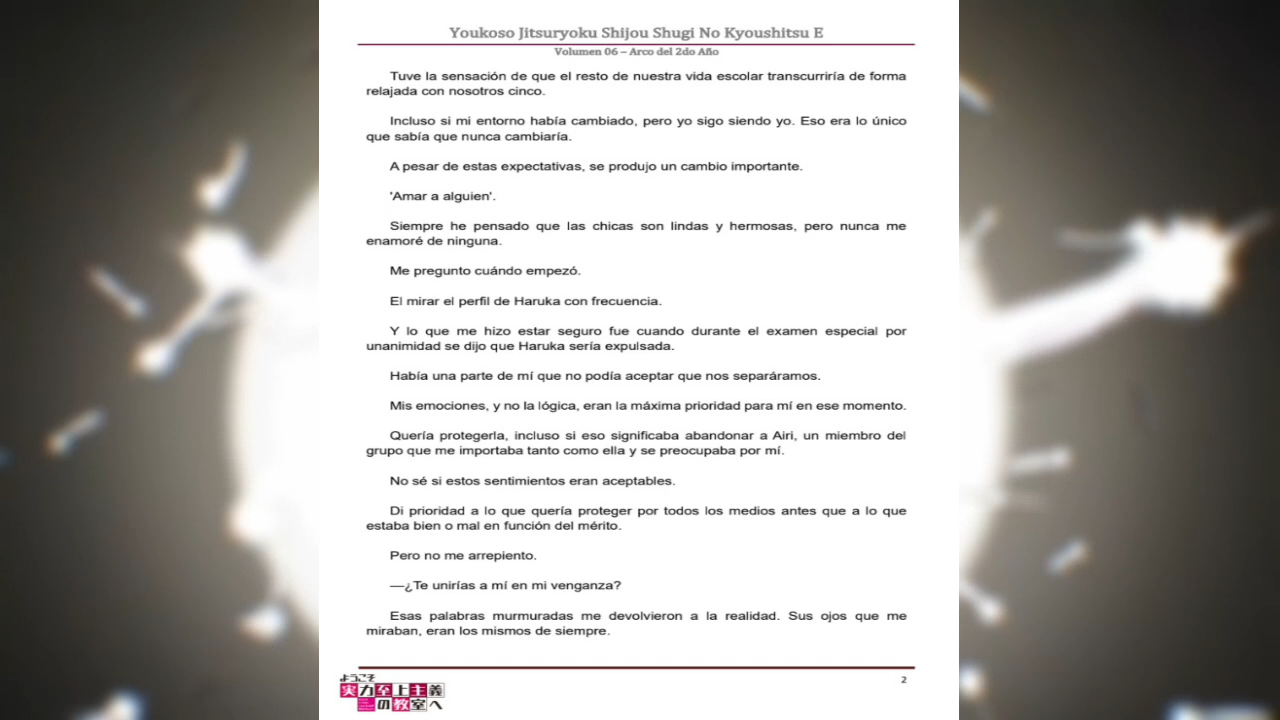 Youkoso Jitsuryoku Shijou Shugi No Kyoushitsu E
Volumen 06 – Arco del 2do Año
Tuve la sensación de que el resto de nuestra vida escolar transcurriría de forma
relajada con nosotros cinco.
Incluso si mi entorno había cambiado, pero yo sigo siendo yo. Eso era lo único
que sabía que nunca cambiaría.
A pesar de estas expectativas, se produjo un cambio importante.
'Amar a alguien'.
Siempre he pensado que las chicas son lindas y hermosas, pero nunca me
enamoré de ninguna.
Me pregunto cuándo empezó.
El mirar el perfil de Haruka con frecuencia.
Y lo que me hizo estar seguro fue cuando durante el examen especial por
unanimidad se dijo que Haruka sería expulsada.
Había una parte de mí que no podía aceptar que nos separáramos.
Mis emociones, y no la lógica, eran la máxima prioridad para mí en ese momento.
Quería protegerla, incluso si eso significaba abandonar a Airi, un miembro del
grupo que me importaba tanto como ella y se preocupaba por mí.
No sé si estos sentimientos eran aceptables.
Di prioridad a lo que quería proteger por todos los medios antes que a lo que
estaba bien o mal en función del mérito.
Pero no me arrepiento.
—¿Te unirías a mí en mi venganza?
Esas palabras murmuradas me devolvieron a la realidad. Sus ojos que me
miraban, eran los mismos de siempre.
2
ようこそ
実力至上主義
の教室へ